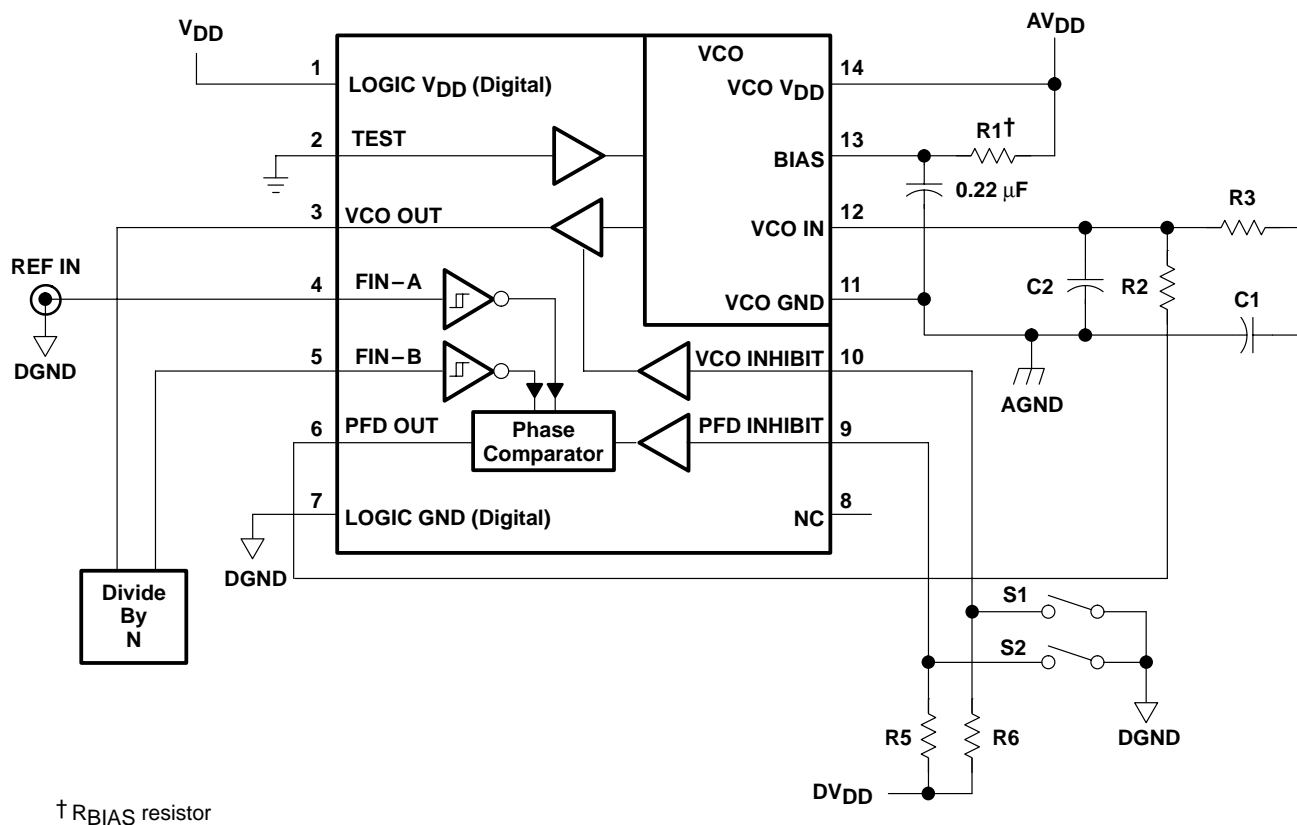 VDD
AVDD
VCO
1
LOGIC VDD (Digital)
VCO VDD
14
2
TEST
BIAS
13
R1†
0.22 μF
3
VCO OUT
VCO IN
12
R3
REF IN
4
FIN–A
VCO GND
11
C2
R2
C1
DGND
5
FIN–B
VCO INHIBIT
10
AGND
6
PFD OUT
Phase
Comparator
PFD INHIBIT
9
7
LOGIC GND (Digital)
NC
8
DGND
Divide
By
N
S1
S2
R5
R6
DGND
DVDD
† RBIAS resistor